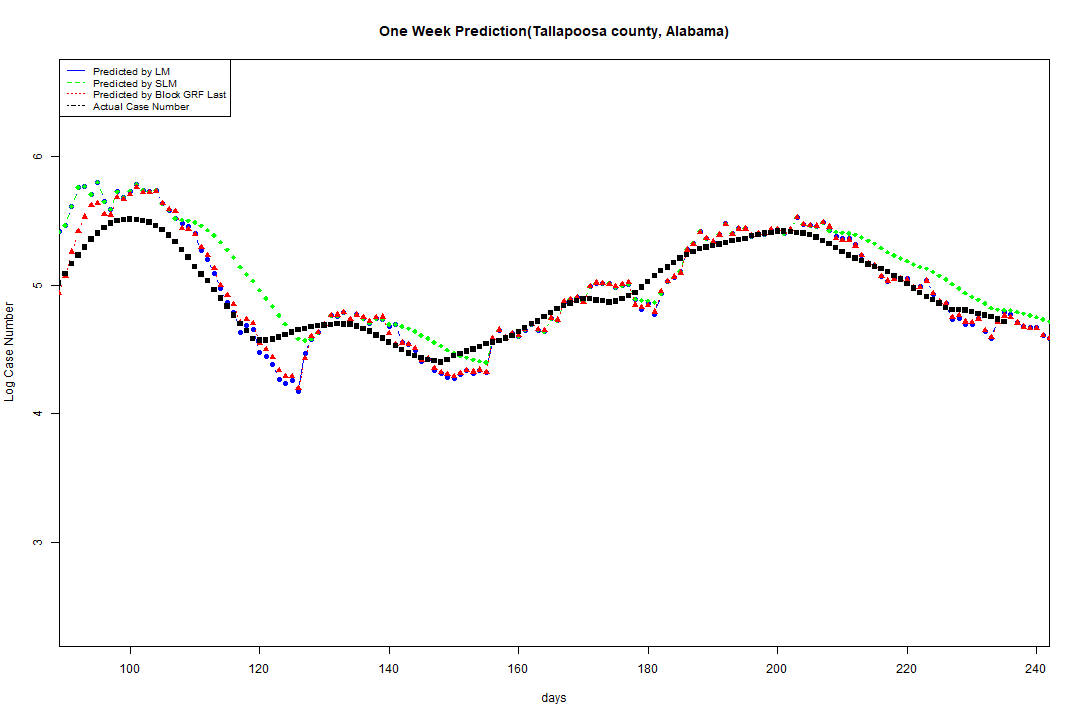 One Week Prediction(Tallapoosa county, Alabama)
Predicted by LM
Predicted by SLM
Predicted by Block GRF Last
Actual Case Number
Log Case Number
6
5
4
3
100 120 140 160 180 200 220 240
days